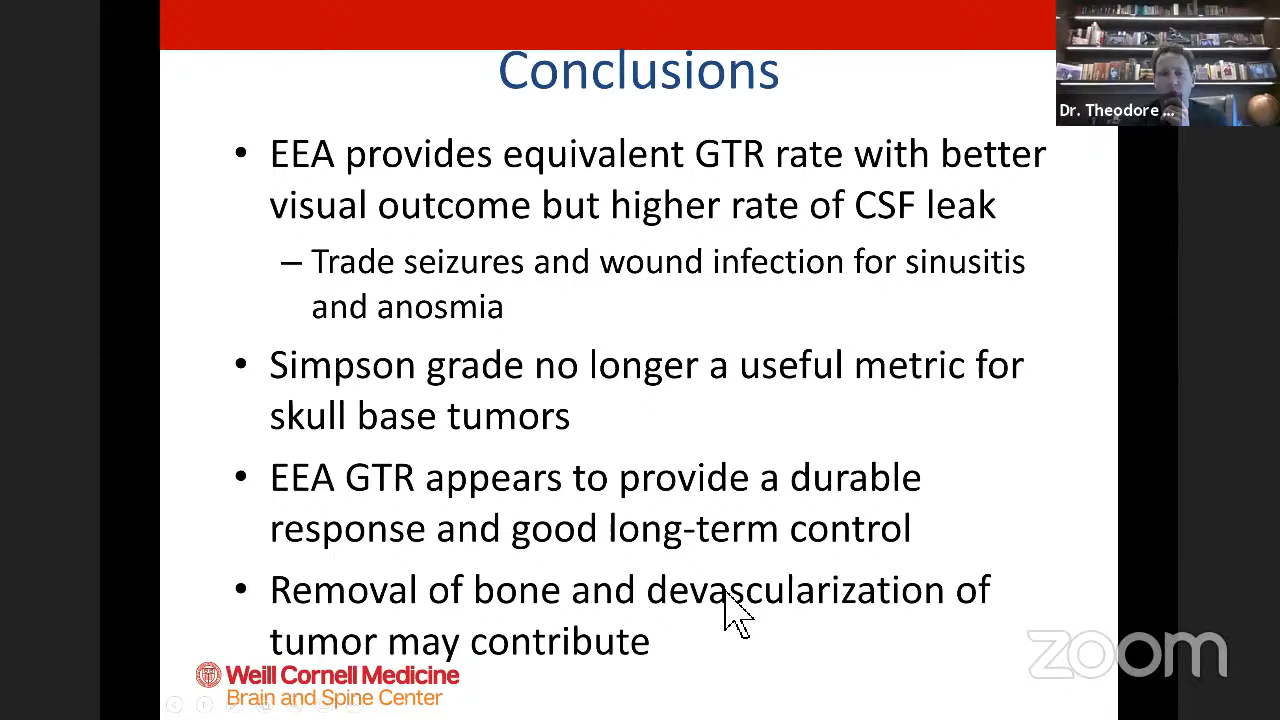 Conclusions
• EEA provides equivalent GTR rate with better
visual outcome but higher rate of CSF leak
– Trade seizures and wound infection for sinusitis
and anosmia
• Simpson grade no longer a useful metric for
skull base tumors
• EEA GTR appears to provide a durable
response and good long-term control
• Removal of bone and devascularization of
tumor may contribute
Weill Cornell Medicine
Brain and Spine Center
Dr. Theodore ...
zoom